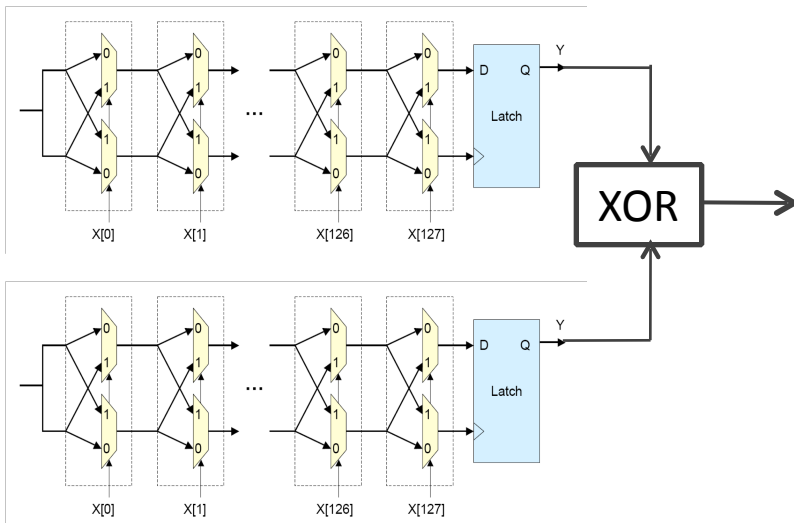 0 0 0 0 Y
D Q
1 1 1 1
Latch
... XOR
1 1 1 1
0 0 0 0
X[0] X[1] X[126] X[127]
0 0 0 0 Y
D Q
1 1 1 1
Latch
...
1 1 1 1
0 0 0 0
X[0] X[1] X[126] X[127]